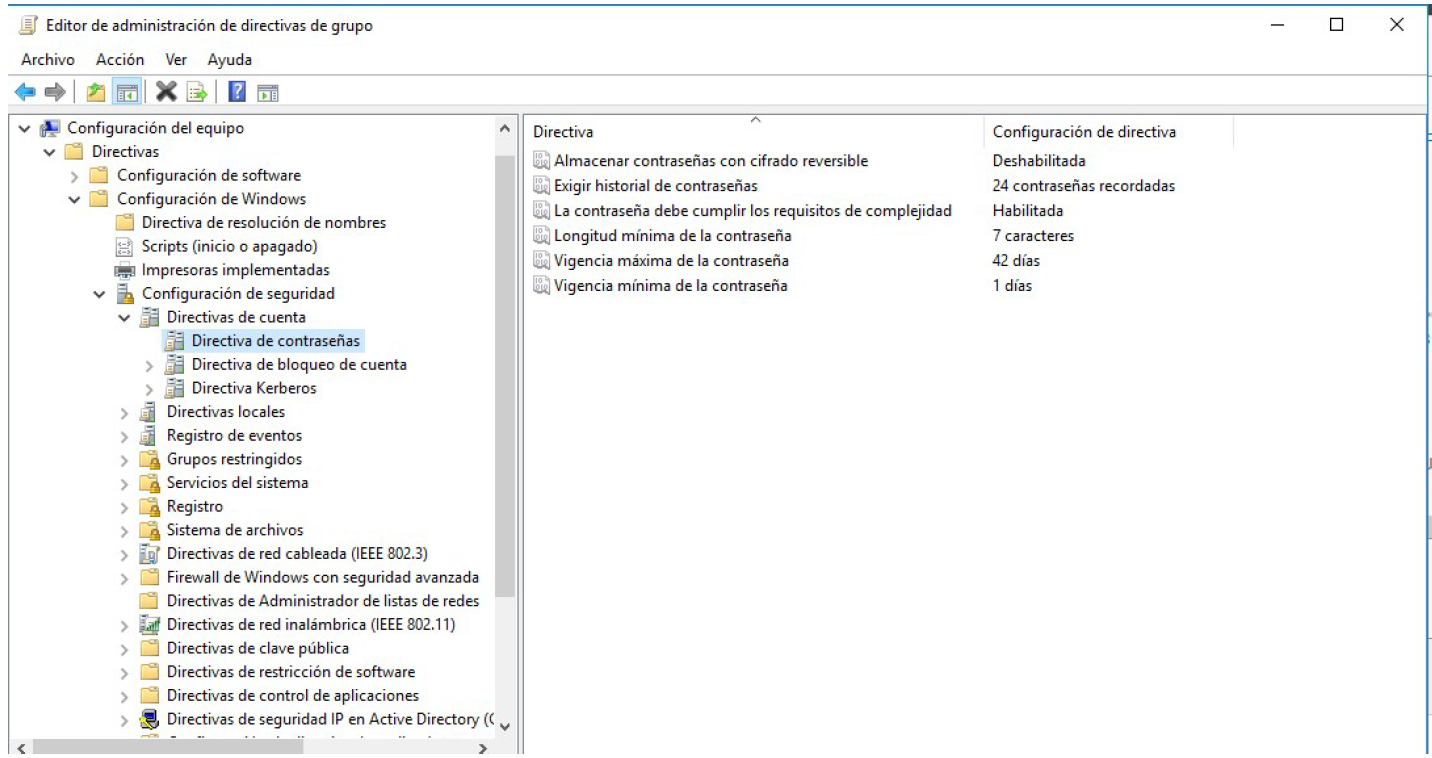 Editor de administración de directivas de grupo
Archivo Acción Ver Ayuda
Configuración del equipo
Directivas
Configuración de software
Configuración de Windows
Directiva de resolución de nombres
Scripts (inicio o apagado)
Impresoras implementadas
Configuración de seguridad
Directivas de cuenta
Directiva de contraseñas
Directiva de bloqueo de cuenta
Directiva Kerberos
Directivas locales
Registro de eventos
Grupos restringidos
Servicios del sistema
Registro
Sistema de archivos
Directivas de red cableada (IEEE 802.3)
Firewall de Windows con seguridad avanzada
Directivas de Administrador de listas de redes
Directivas de red inalámbrica (IEEE 802.11)
Directivas de clave pública
Directivas de restricción de software
Directivas de control de aplicaciones
Directivas de seguridad IP en Active Directory (
Directiva Configuración de directiva
Almacenar contraseñas con cifrado reversible Deshabilitada
Exigir historial de contraseñas 24 contraseñas recordadas
La contraseña debe cumplir los requisitos de complejidad Habilitada
Longitud mínima de la contraseña 7 caracteres
Vigencia máxima de la contraseña 42 días
Vigencia mínima de la contraseña 1 días